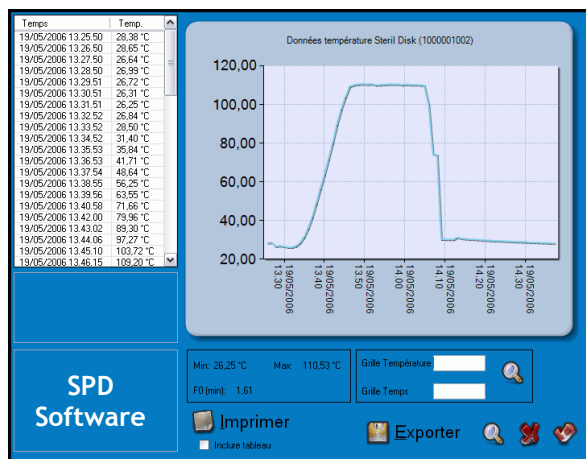 Temps Temp.
19/05/2006 13.25.50 28,38 °C
19/05/2006 13.26.50 28,65 °C
19/05/2006 13.27.50 26,64 °C
19/05/2006 13.28.50 26,99 °C
19/05/2006 13.29.51 26,72 °C
19/05/2006 13.30.51 26,31 °C
19/05/2006 13.31.51 26,25 °C
19/05/2006 13.32.52 26,84 °C
19/05/2006 13.33.52 28,50 °C
19/05/2006 13.34.52 31,40 °C
19/05/2006 13.35.53 35,84 °C
19/05/2006 13.36.53 41,71 °C
19/05/2006 13.37.54 48,64 °C
19/05/2006 13.38.55 56,25 °C
19/05/2006 13.39.56 63,55 °C
19/05/2006 13.40.58 71,66 °C
19/05/2006 13.42.00 79,96 °C
19/05/2006 13.43.02 89,30 °C
19/05/2006 13.44.06 97,27 °C
19/05/2006 13.45.10 103,72 °C
19/05/2006 13.46.15 109,20 °C
Données température Steril Disk (1000001002)
120,00
100,00
80,00
60,00
40,00
20,00
19/05/2006 13.30
19/05/2006 13.40
19/05/2006 13.50
19/05/2006 14.00
19/05/2006 14.10
19/05/2006 14.20
19/05/2006 14.30
SPD
Software
Min: 26,25 °C Max: 110,53 °C
F0 (min): 1.61
Grille Température
Grille Temps
Imprimer
Inclure tableau
Exporter